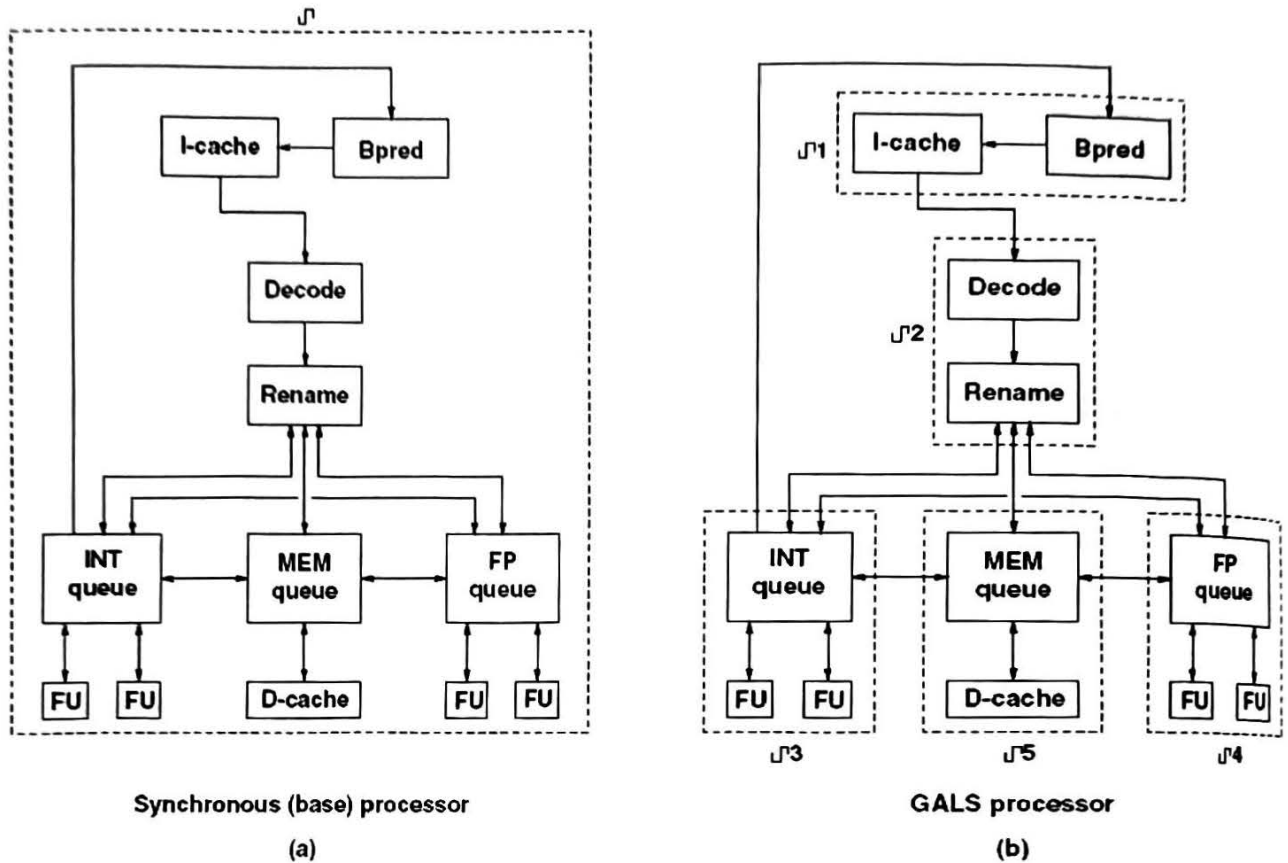 I-cache
Bpred
Decode
Rename
INT
queue
MEM
queue
FP
queue
FU
FU
D-cache
FU
FU
Synchronous (base) processor
(a)
1
I-cache
Bpred
2
Decode
Rename
INT
queue
MEM
queue
FP
queue
FU
FU
D-cache
FU
FU
3
5
4
GALS processor
(b)